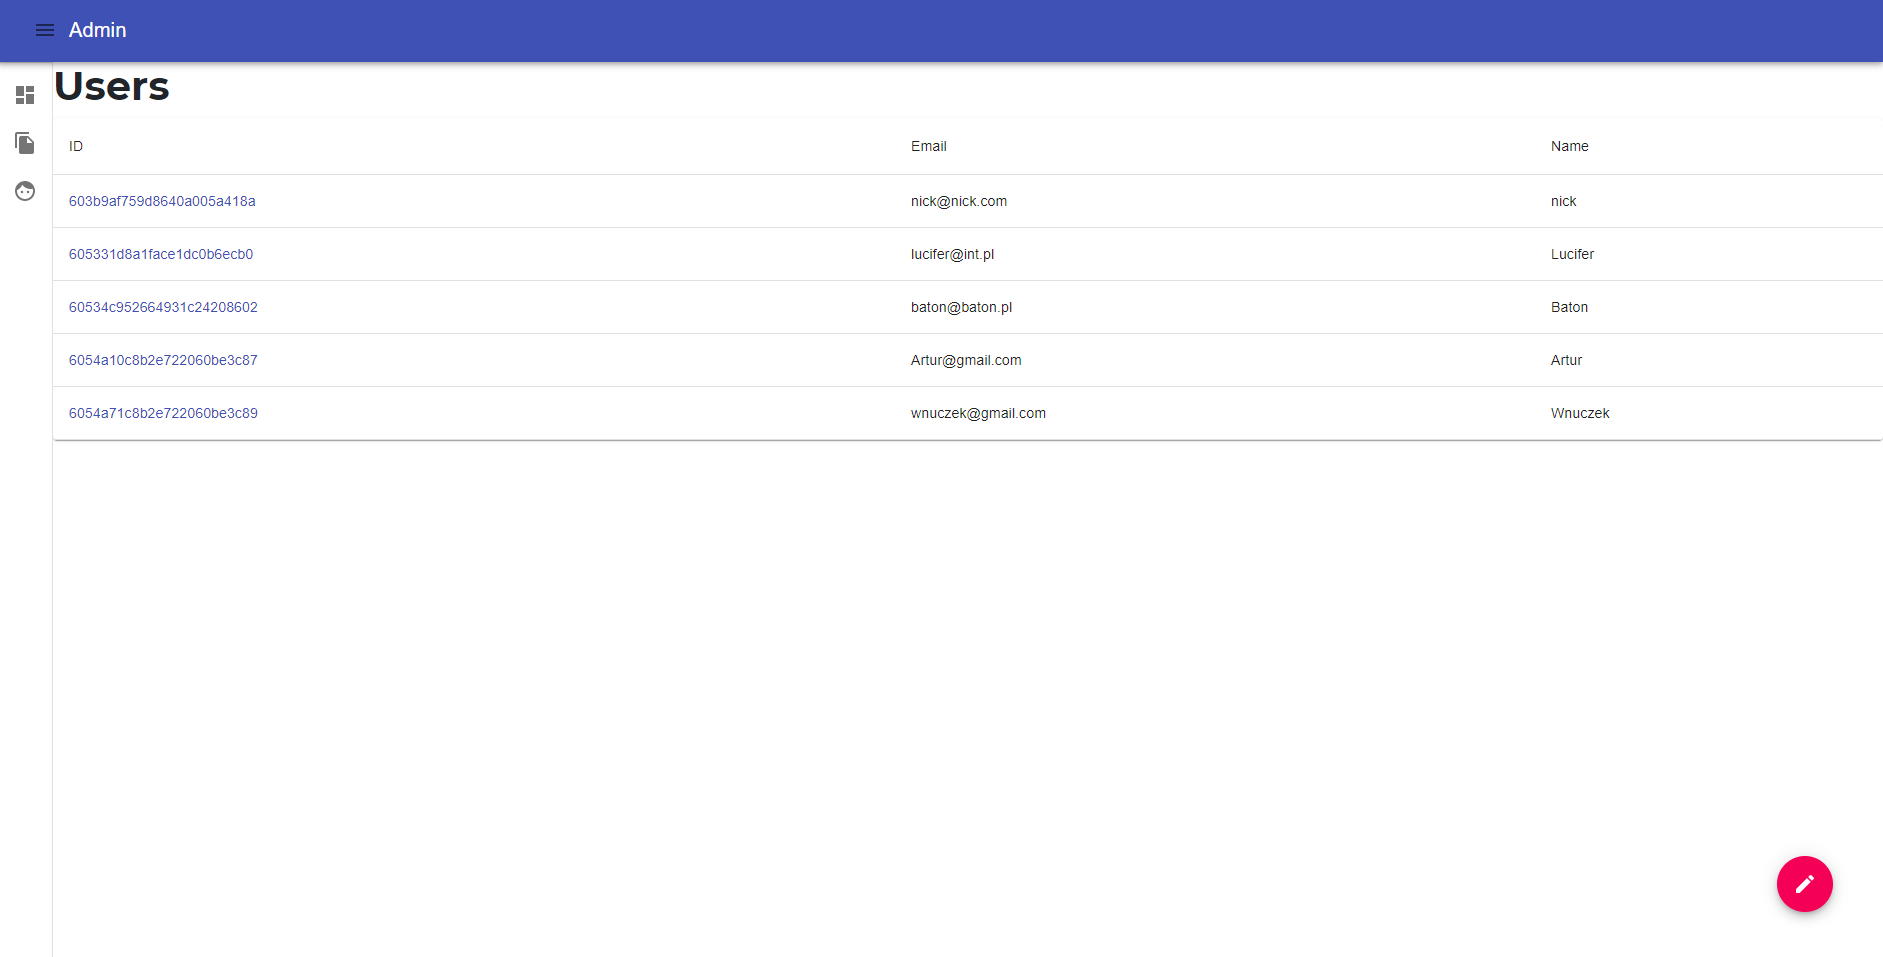 Admin
Users
ID Email Name
603b9af759d8640a005a418a nick@nick.com nick
605331d8a1face1dc0b6ecb0 lucifer@int.pl Lucifer
60534c952664931c24208602 baton@baton.pl Baton
6054a10c8b2e722060be3c87 Artur@gmail.com Artur
6054a71c8b2e722060be3c89 wnuczek@gmail.com Wnuczek